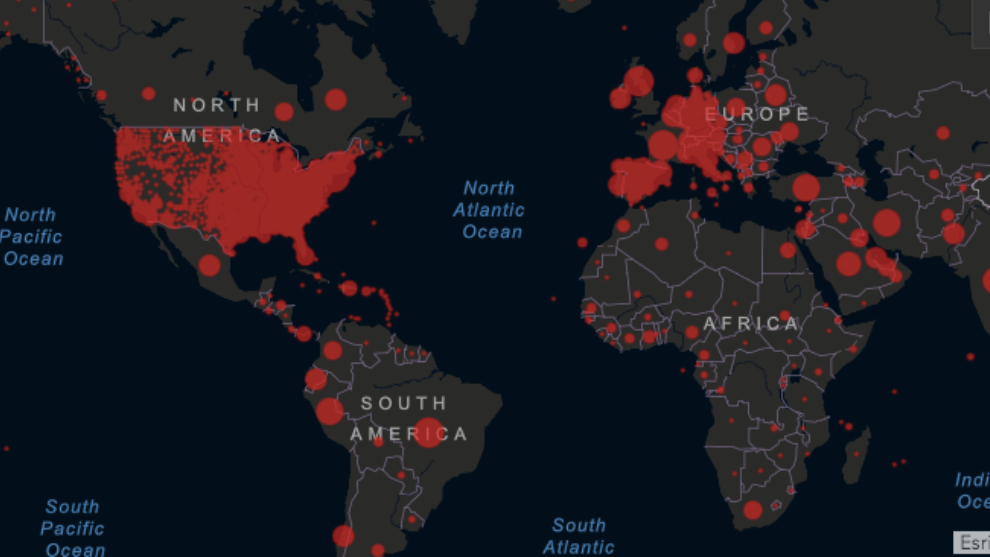 NORTH
AMERICA
EUROPE
North
Atlantic
Ocean
North
Pacific
Ocean
AFRICA
SOUTH
AMERICA
South
Pacific
Ocean
South
Atlantic
Indi
Oce
Esri